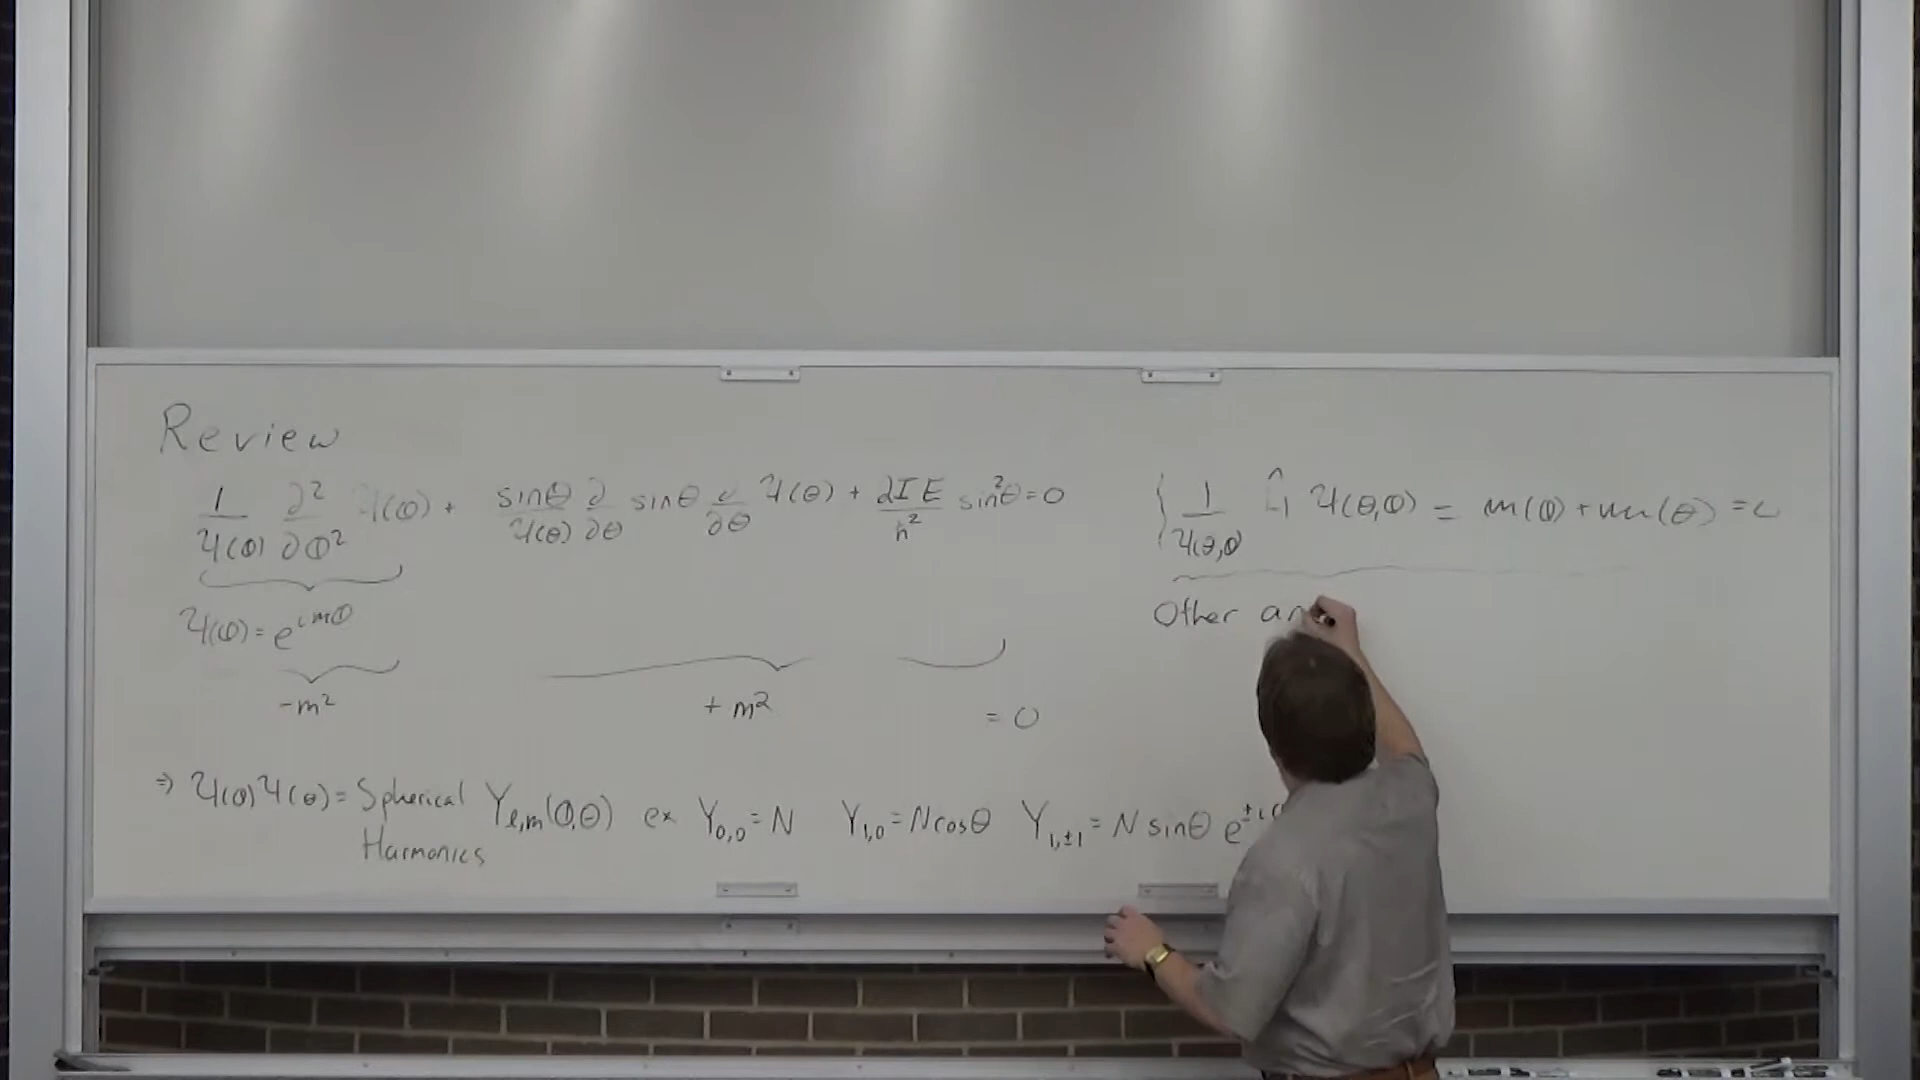 Review
1/Ψ(Φ) ∂²/∂Φ² Ψ(Φ) + sinθ/Ψ(θ) ∂/∂θ sinθ ∂/∂θ Ψ(θ) + 2IE/ħ² sin²θ = 0
Ψ(Φ) = e^{imΦ}
-m² + m² = 0
⇒ Ψ(Φ)Ψ(θ) = Spherical Harmonics Y_{l,m}(Φ,θ) ex Y_{0,0} = N Y_{1,0} = N cosθ Y_{1,±1} = N sinθ e^{±i
{ 1/Ψ(θ,Φ) Ĥ Ψ(θ,Φ) = m(Φ) + m(θ) = c
Other an